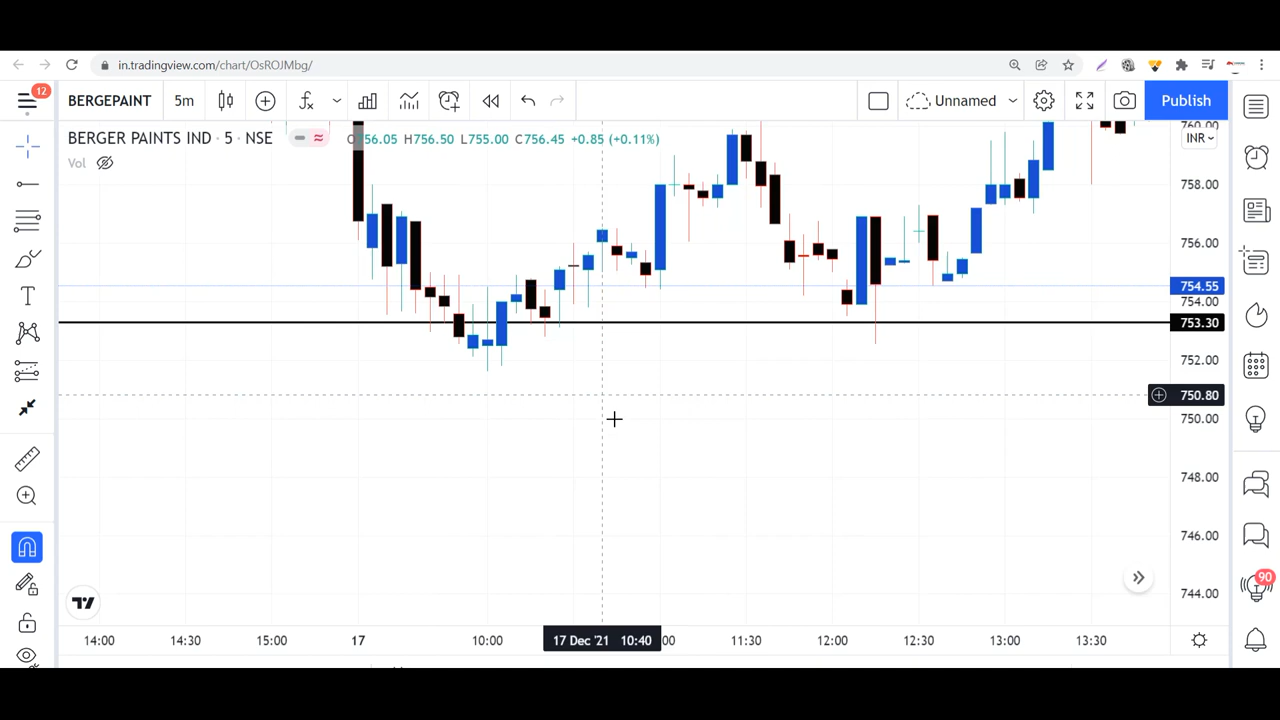 in.tradingview.com/chart/OsROJMbg/
12
BERGEPAINT 5m Unnamed Publish
BERGER PAINTS IND · 5 · NSE O756.05 H756.50 L755.00 C756.45 +0.85 (+0.11%)
Vol
760.00
INR
758.00
756.00
754.55
754.00
753.30
752.00
750.80
750.00
748.00
746.00
744.00
90
14:00 14:30 15:00 17 10:00 17 Dec '21 10:40 :00 11:30 12:00 12:30 13:00 13:30